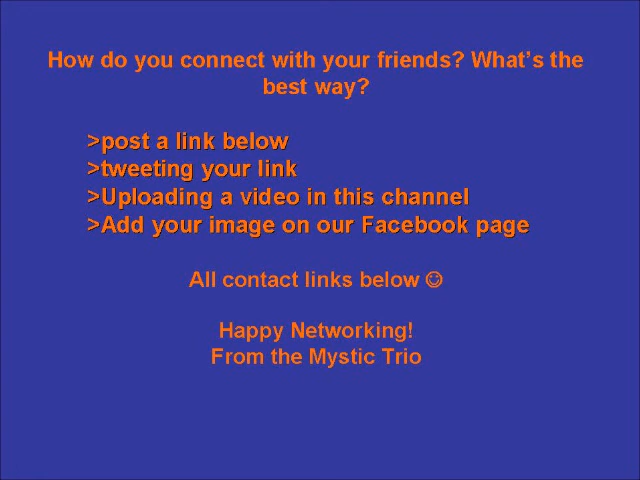 How do you connect with your friends? What's the
best way?
>post a link below
>tweeting your link
>Uploading a video in this channel
>Add your image on our Facebook page
All contact links below ☺
Happy Networking!
From the Mystic Trio